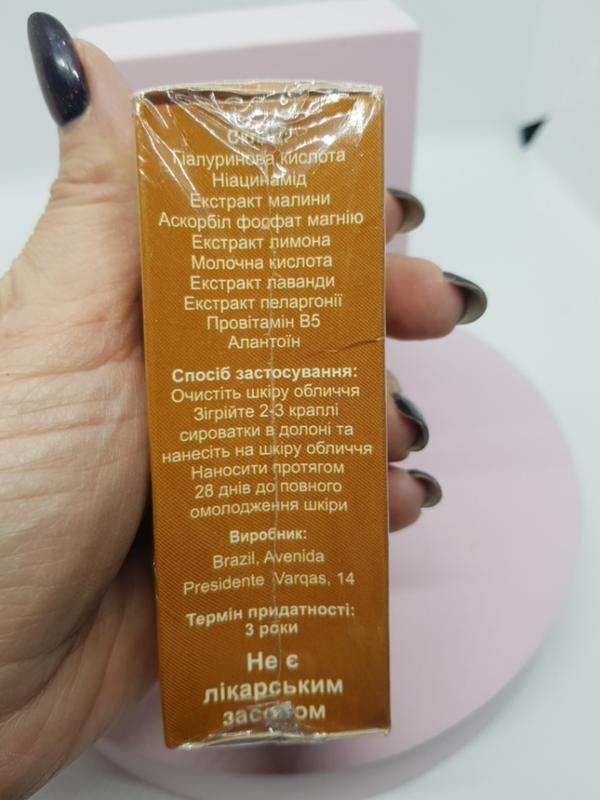 Гіалуринова кислота
Ніацинамід
Екстракт малини
Аскорбіл фосфат магнію
Екстракт лимона
Молочна кислота
Екстракт лаванди
Екстракт пеларгонії
Провітамін В5
Алантоїн
Спосіб застосування:
Очистіть шкіру обличчя
Зігрійте 2-3 краплі
сироватки в долоні та
нанесіть на шкіру обличчя
Наносити протягом
28 днів до повного
омолодження шкіри
Виробник:
Brazil, Avenida
Presidente Varqas, 14
Термін придатності:
3 роки
Не є
лікарським
засобом